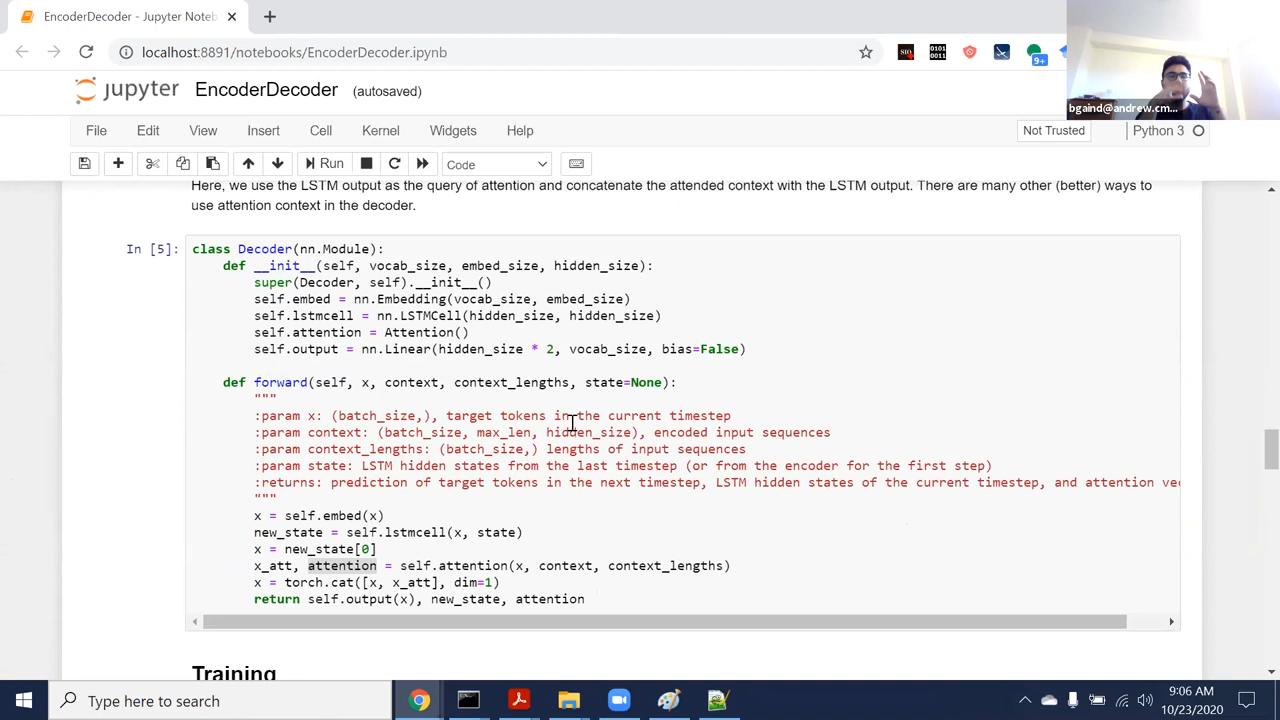 EncoderDecoder - Jupyter Noteb
localhost:8891/notebooks/EncoderDecoder.ipynb
SIO
0101
0011
9+
bgaind@andrew.cm...
jupyter EncoderDecoder (autosaved)
File Edit View Insert Cell Kernel Widgets Help
Not Trusted
Python 3
Run
Code
Here, we use the LSTM output as the query of attention and concatenate the attended context with the LSTM output. There are many other (better) ways to
use attention context in the decoder.
In [5]:
class Decoder(nn.Module):
    def __init__(self, vocab_size, embed_size, hidden_size):
        super(Decoder, self).__init__()
        self.embed = nn.Embedding(vocab_size, embed_size)
        self.lstmcell = nn.LSTMCell(hidden_size, hidden_size)
        self.attention = Attention()
        self.output = nn.Linear(hidden_size * 2, vocab_size, bias=False)
    def forward(self, x, context, context_lengths, state=None):
        """
        :param x: (batch_size,), target tokens in the current timestep
        :param context: (batch_size, max_len, hidden_size), encoded input sequences
        :param context_lengths: (batch_size,) lengths of input sequences
        :param state: LSTM hidden states from the last timestep (or from the encoder for the first step)
        :returns: prediction of target tokens in the next timestep, LSTM hidden states of the current timestep, and attention vec
        """
        x = self.embed(x)
        new_state = self.lstmcell(x, state)
        x = new_state[0]
        x_att, attention = self.attention(x, context, context_lengths)
        x = torch.cat([x, x_att], dim=1)
        return self.output(x), new_state, attention
Training
Type here to search
9:06 AM
10/23/2020